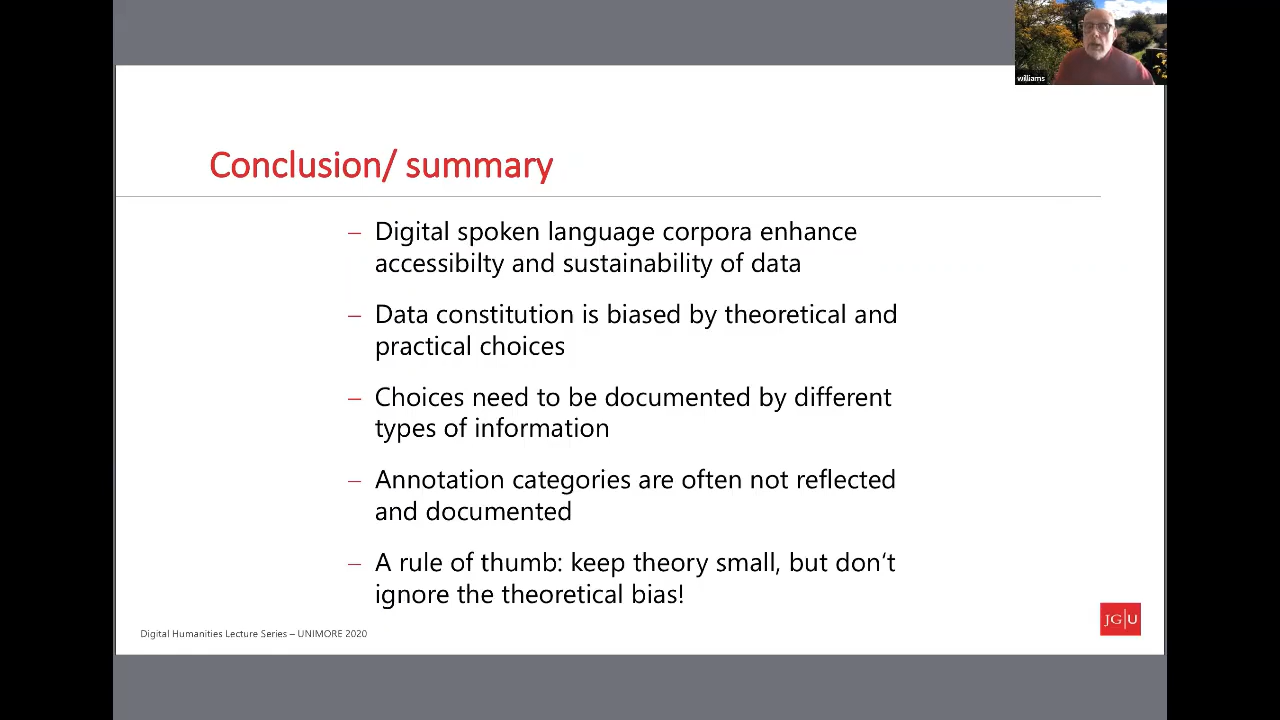 williams
Conclusion/ summary
– Digital spoken language corpora enhance
accessibilty and sustainability of data
– Data constitution is biased by theoretical and
practical choices
– Choices need to be documented by different
types of information
– Annotation categories are often not reflected
and documented
– A rule of thumb: keep theory small, but don‘t
ignore the theoretical bias!
Digital Humanities Lecture Series – UNIMORE 2020
JG|U